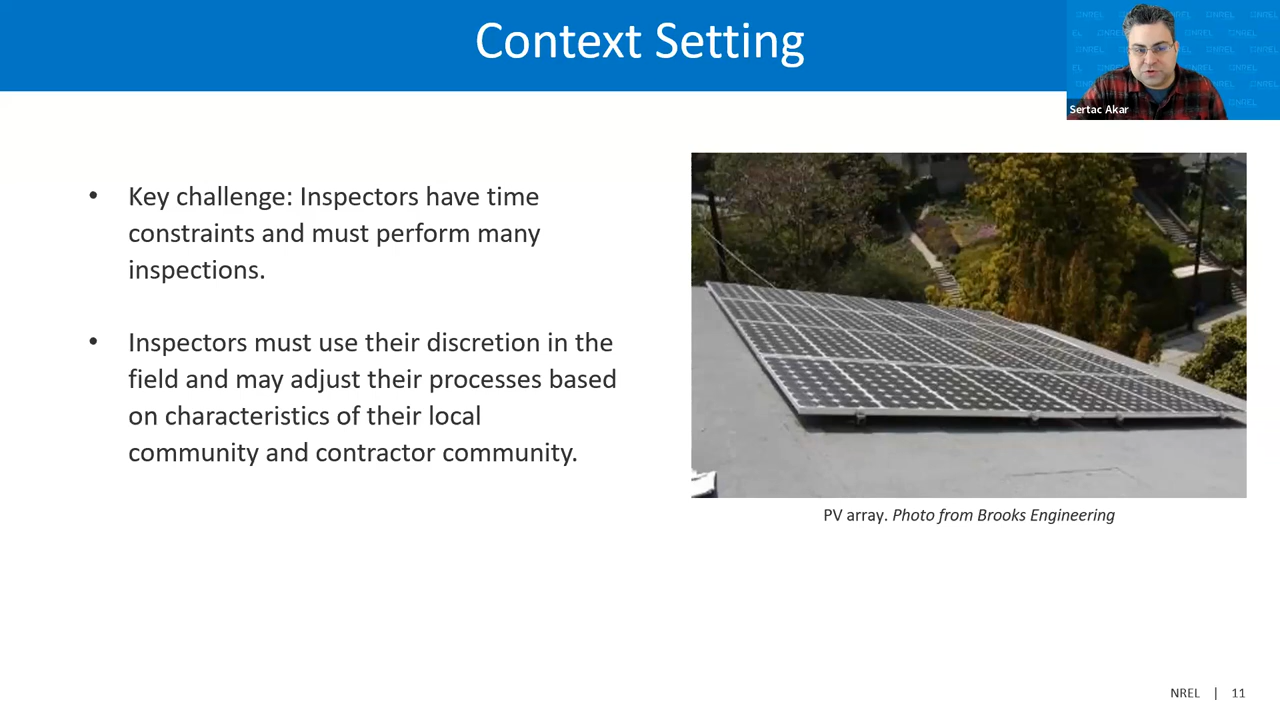 Context Setting
Sertac Akar
• Key challenge: Inspectors have time
constraints and must perform many
inspections.
• Inspectors must use their discretion in the
field and may adjust their processes based
on characteristics of their local
community and contractor community.
PV array. Photo from Brooks Engineering
NREL | 11